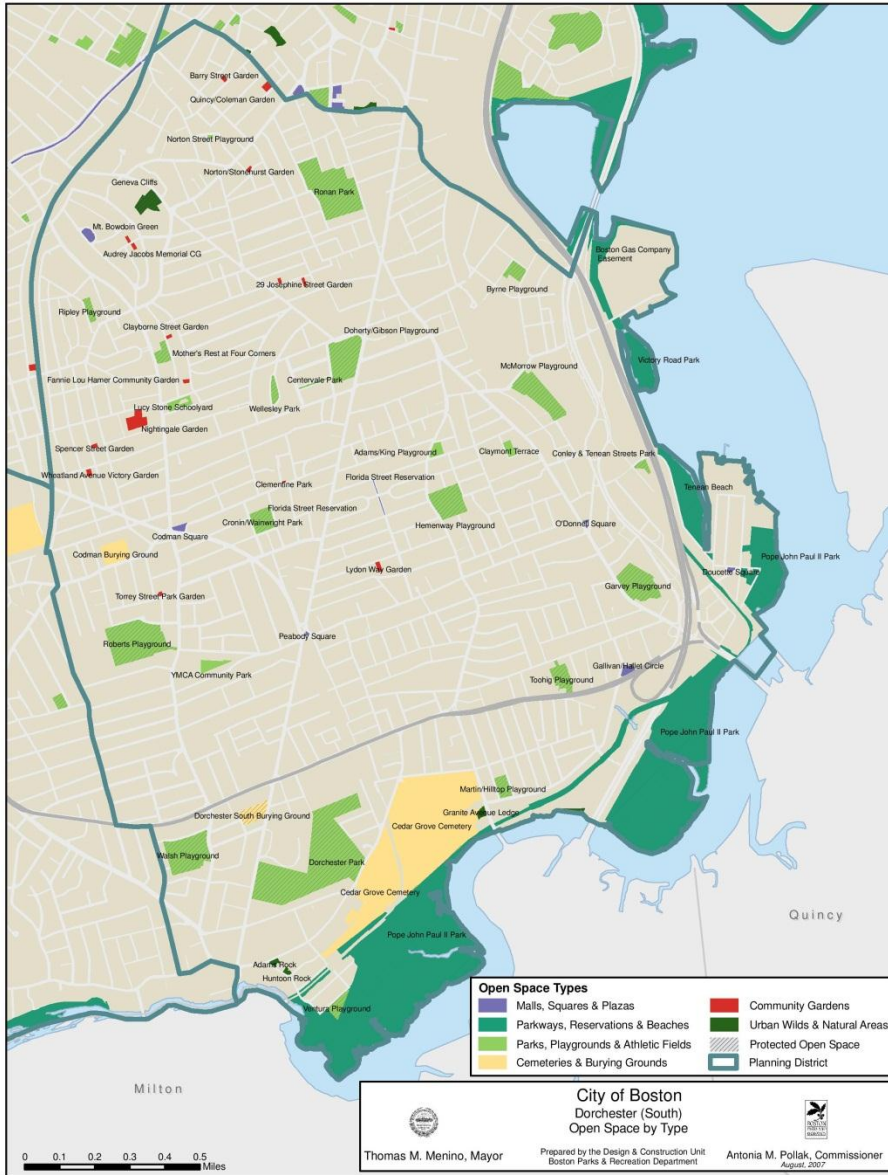 Barry Street Garden
Quincy/Coleman Garden
Norton Street Playground
Norton/Stonehurst Garden
Geneva Cliffs
Ronan Park
Mt. Bowdoin Green
Audrey Jacobs Memorial CG
Boston Gas Company
Easement
29 Josephine Street Garden
Byrne Playground
Ripley Playground
Clayborne Street Garden
Doherty/Gibson Playground
Mother's Rest at Four Corners
Victory Road Park
McMorrow Playground
Fannie Lou Hamer Community Garden
Centervale Park
Lucy Stone Schoolyard
Wellesley Park
Nightingale Garden
Spencer Street Garden
Adams/King Playground
Claymont Terrace
Conley & Tenean Streets Park
Wheatland Avenue Victory Garden
Clementine Park
Florida Street Reservation
Tenean Beach
Florida Street Reservation
Cronin/Wainwright Park
Hemenway Playground
O'Donnell Square
Codman Square
Codman Burying Ground
Pope John Paul II Park
Lydon Way Garden
Doucette Square
Garvey Playground
Torrey Street Park Garden
Peabody Square
Roberts Playground
Gallivan/Hallet Circle
YMCA Community Park
Toohig Playground
Pope John Paul II Park
Martin/Hilltop Playground
Dorchester South Burying Ground
Granite Avenue Ledge
Cedar Grove Cemetery
Walsh Playground
Dorchester Park
Cedar Grove Cemetery
Quincy
Pope John Paul II Park
Adams Rock
Huntoon Rock
Ventura Playground
Milton
Open Space Types
Malls, Squares & Plazas
Parkways, Reservations & Beaches
Parks, Playgrounds & Athletic Fields
Cemeteries & Burying Grounds
Community Gardens
Urban Wilds & Natural Areas
Protected Open Space
Planning District
City of Boston
Dorchester (South)
Open Space by Type
Thomas M. Menino, Mayor
Prepared by the Design & Construction Unit
Boston Parks & Recreation Department
Antonia M. Pollak, Commissioner
August, 2007
0 0.1 0.2 0.3 0.4 0.5
Miles